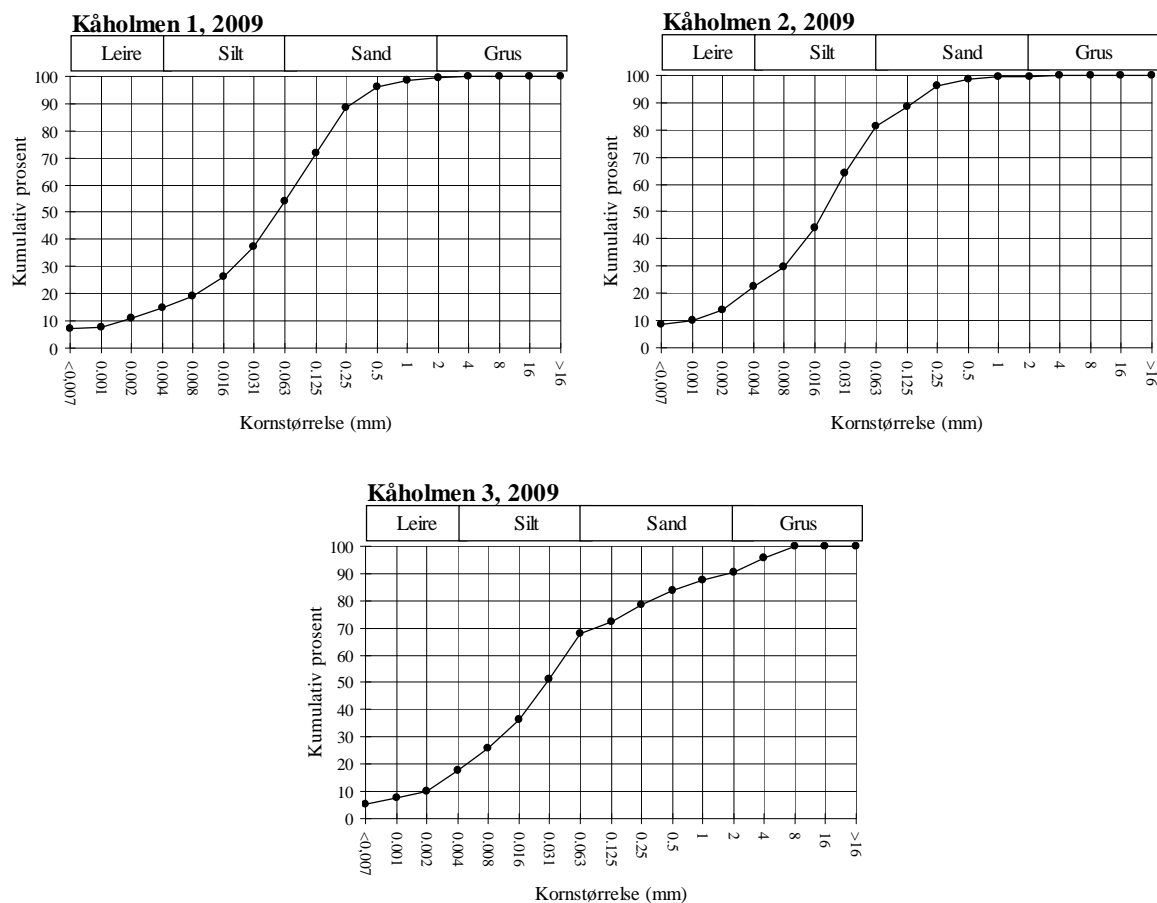 Kåholmen 1, 2009
Leire Silt Sand Grus
100
90
80
70
60
50
40
30
20
10
0
Kumulativ prosent
<0,007 0.001 0.002 0.004 0.008 0.016 0.031 0.063 0.125 0.25 0.5 1 2 4 8 16 >16
Kornstørrelse (mm)
Kåholmen 2, 2009
Leire Silt Sand Grus
100
90
80
70
60
50
40
30
20
10
0
Kumulativ prosent
<0,007 0.001 0.002 0.004 0.008 0.016 0.031 0.063 0.125 0.25 0.5 1 2 4 8 16 >16
Kornstørrelse (mm)
Kåholmen 3, 2009
Leire Silt Sand Grus
100
90
80
70
60
50
40
30
20
10
0
Kumulativ prosent
<0,007 0.001 0.002 0.004 0.008 0.016 0.031 0.063 0.125 0.25 0.5 1 2 4 8 16 >16
Kornstørrelse (mm)